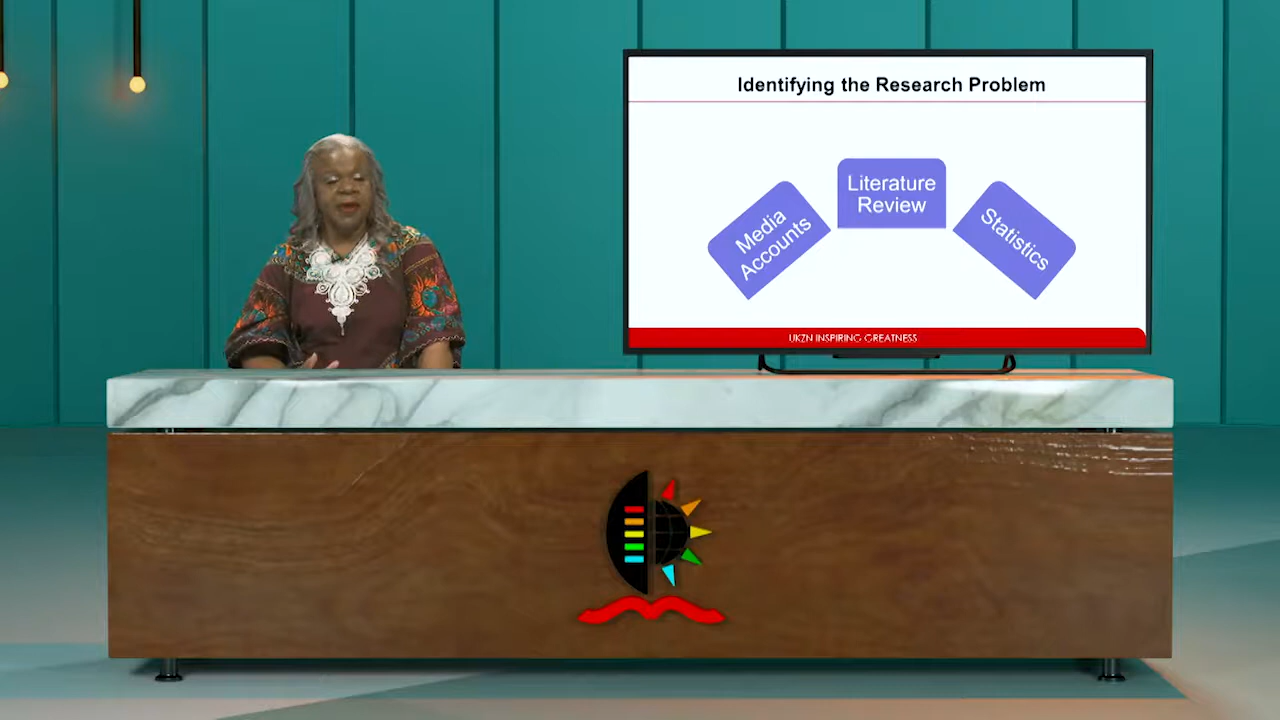 Identifying the Research Problem
Media
Accounts
Literature
Review
Statistics
UKZN INSPIRING GREATNESS